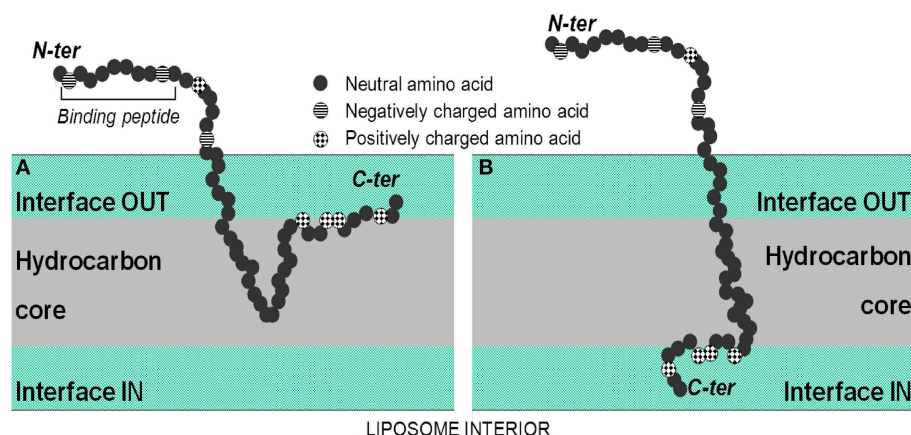 N-ter
N-ter
Neutral amino acid
Negatively charged amino acid
Positively charged amino acid
Binding peptide
A
C-ter
Interface OUT
Hydrocarbon
core
Interface IN
B
Interface OUT
Hydrocarbon
core
C-ter
Interface IN
LIPOSOME INTERIOR